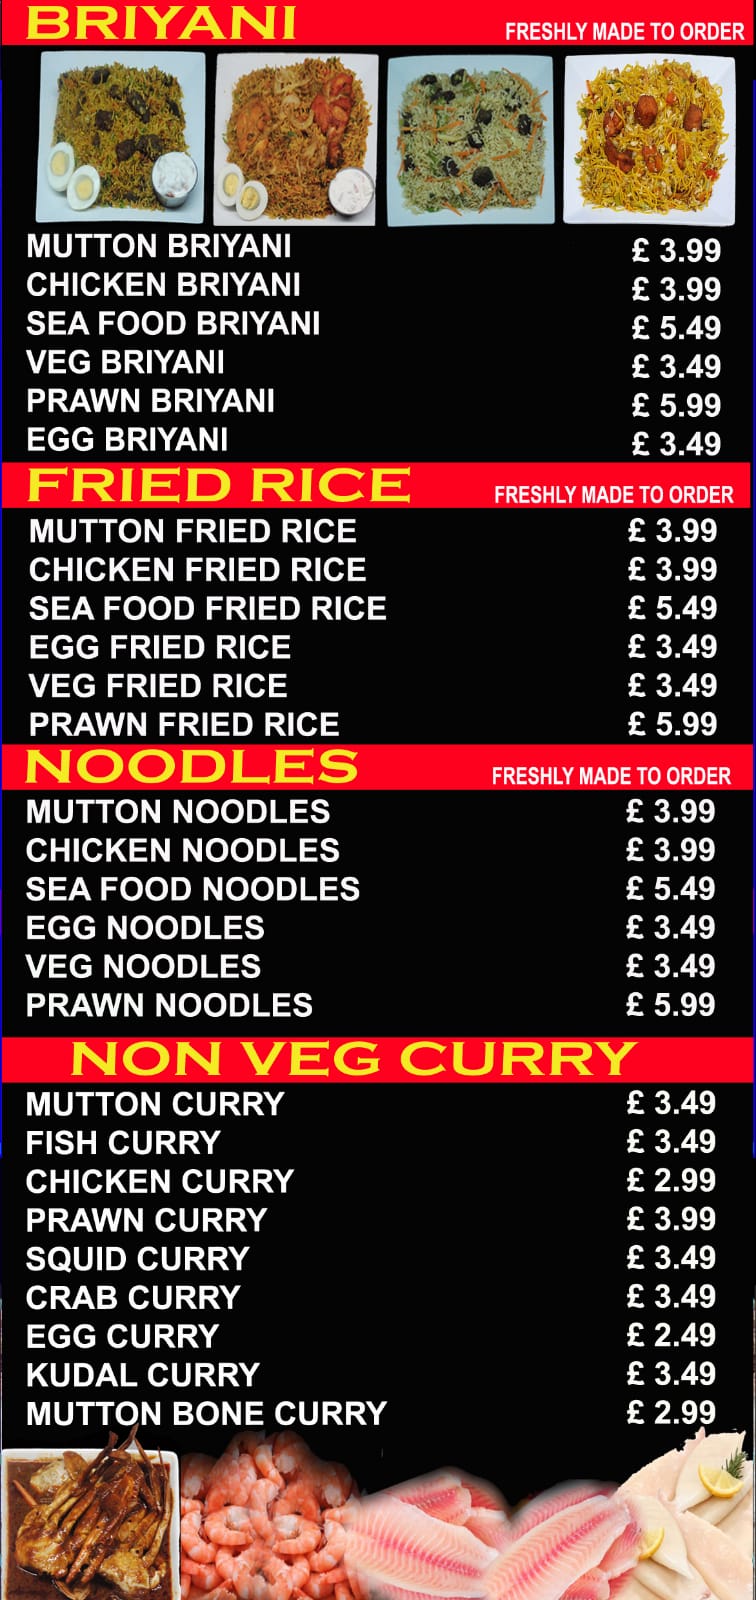 BRIYANI FRESHLY MADE TO ORDER
MUTTON BRIYANI £ 3.99
CHICKEN BRIYANI £ 3.99
SEA FOOD BRIYANI £ 5.49
VEG BRIYANI £ 3.49
PRAWN BRIYANI £ 5.99
EGG BRIYANI £ 3.49
FRIED RICE FRESHLY MADE TO ORDER
MUTTON FRIED RICE £ 3.99
CHICKEN FRIED RICE £ 3.99
SEA FOOD FRIED RICE £ 5.49
EGG FRIED RICE £ 3.49
VEG FRIED RICE £ 3.49
PRAWN FRIED RICE £ 5.99
NOODLES FRESHLY MADE TO ORDER
MUTTON NOODLES £ 3.99
CHICKEN NOODLES £ 3.99
SEA FOOD NOODLES £ 5.49
EGG NOODLES £ 3.49
VEG NOODLES £ 3.49
PRAWN NOODLES £ 5.99
NON VEG CURRY
MUTTON CURRY £ 3.49
FISH CURRY £ 3.49
CHICKEN CURRY £ 2.99
PRAWN CURRY £ 3.99
SQUID CURRY £ 3.49
CRAB CURRY £ 3.49
EGG CURRY £ 2.49
KUDAL CURRY £ 3.49
MUTTON BONE CURRY £ 2.99